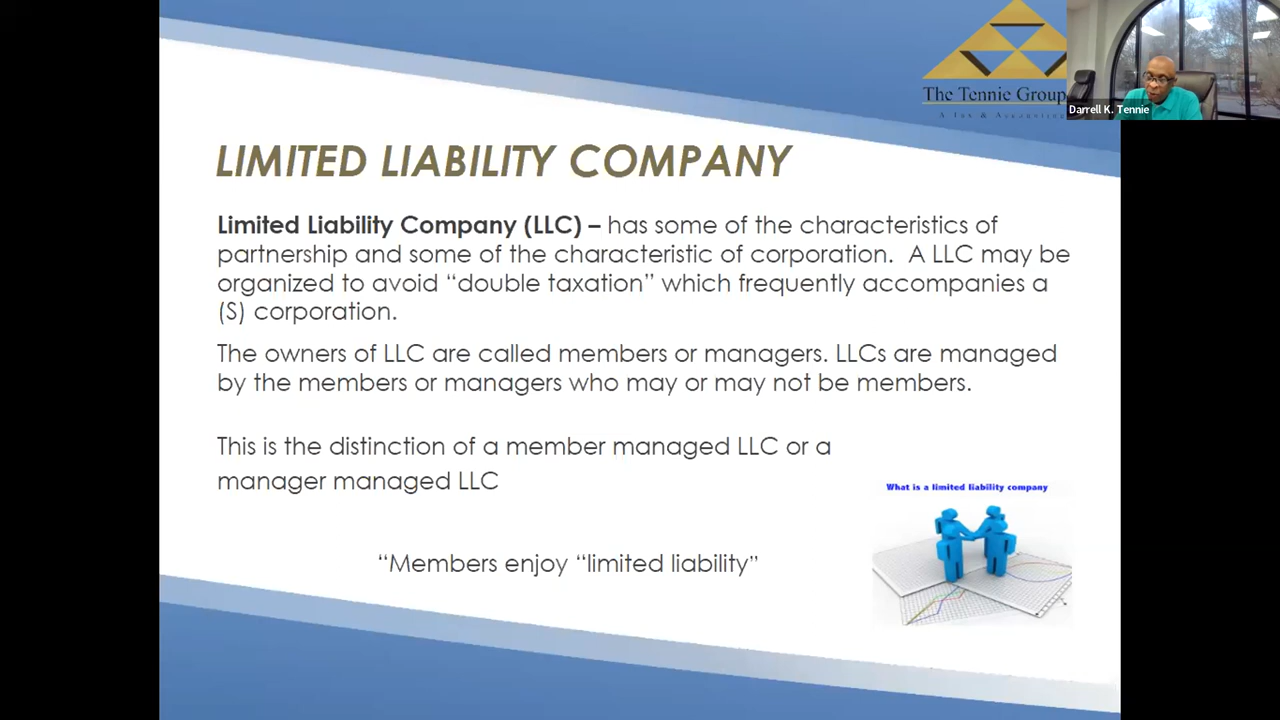 The Tennie Group
A Tax & Accounting
Darrell K. Tennie
LIMITED LIABILITY COMPANY
Limited Liability Company (LLC) – has some of the characteristics of
partnership and some of the characteristic of corporation.  A LLC may be
organized to avoid “double taxation” which frequently accompanies a
(S) corporation.
The owners of LLC are called members or managers. LLCs are managed
by the members or managers who may or may not be members.
This is the distinction of a member managed LLC or a
manager managed LLC
What is a limited liability company
“Members enjoy “limited liability”